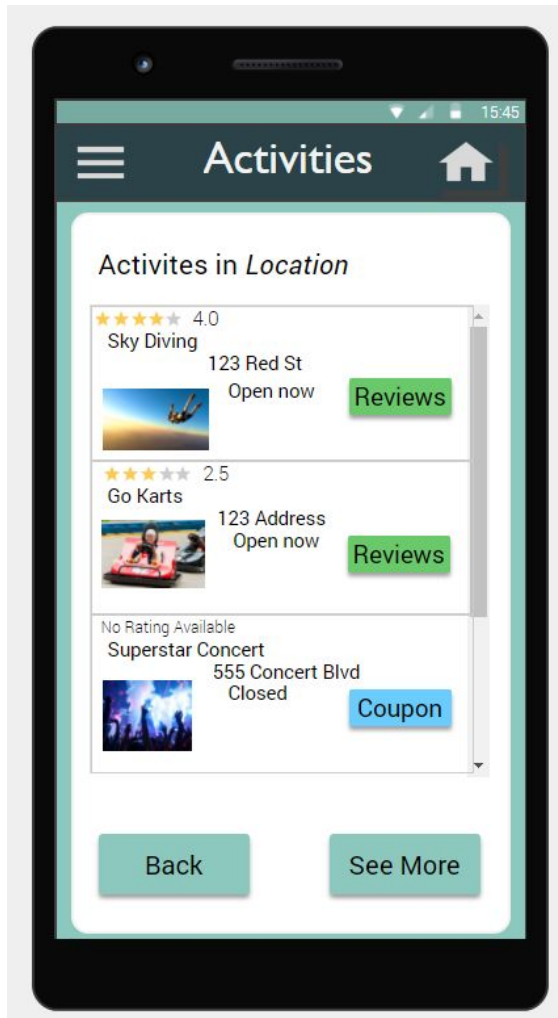 15:45
Activities
Activites in Location
4.0
Sky Diving
123 Red St
Open now
Reviews
2.5
Go Karts
123 Address
Open now
Reviews
No Rating Available
Superstar Concert
555 Concert Blvd
Closed
Coupon
Back
See More